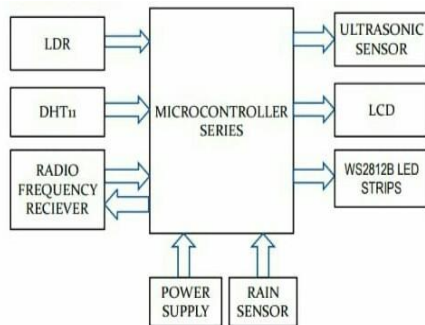 LDR
DHT11
RADIO
FREQUENCY
RECIEVER
MICROCONTROLLER
SERIES
ULTRASONIC
SENSOR
LCD
WS2812B LED
STRIPS
POWER
SUPPLY
RAIN
SENSOR